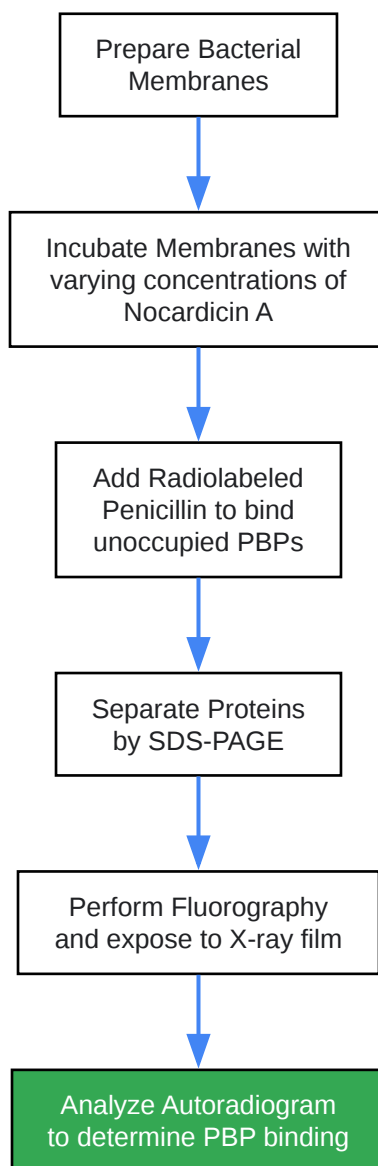 Prepare Bacterial
Membranes
Incubate Membranes with
varying concentrations of
Nocardicin A
Add Radiolabeled
Penicillin to bind
unoccupied PBPs
Separate Proteins
by SDS-PAGE
Perform Fluorography
and expose to X-ray film
Analyze Autoradiogram
to determine PBP binding